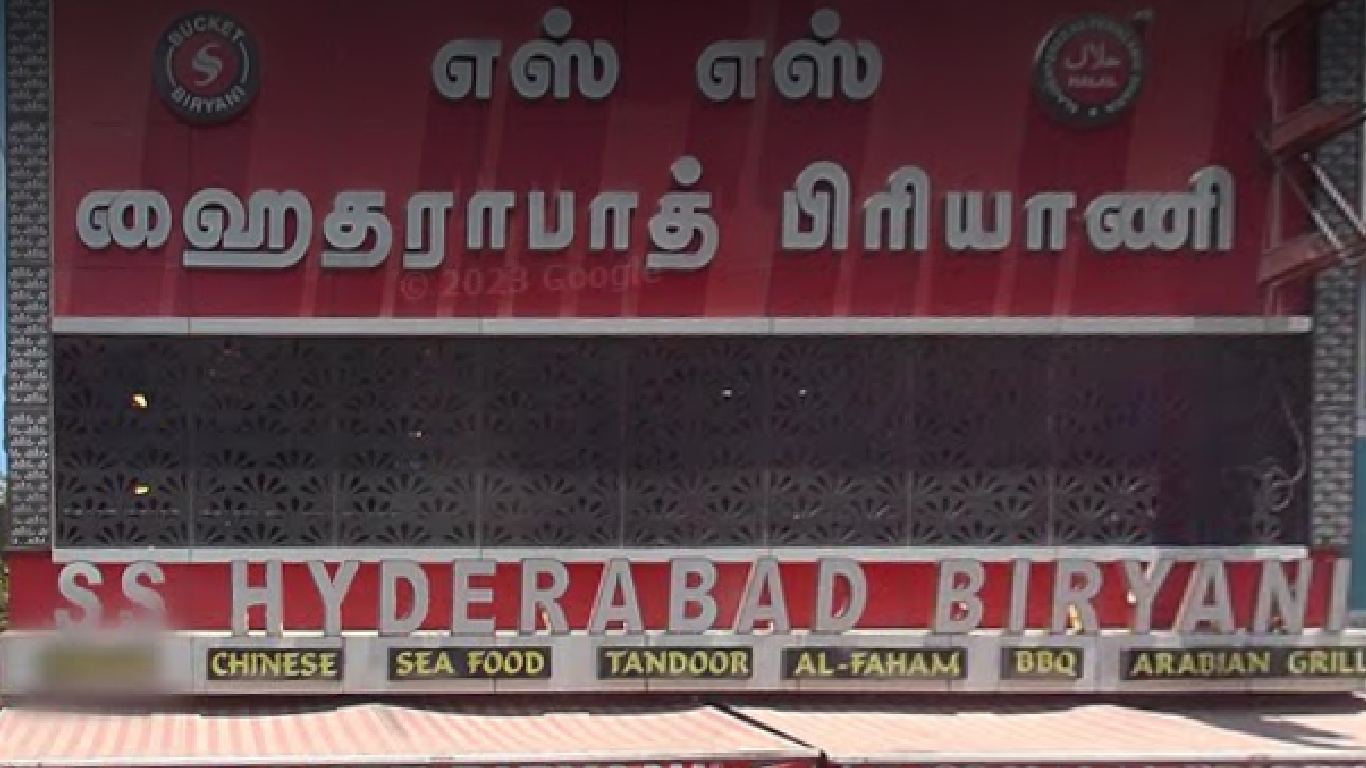 BUCKET BIRYANI
எஸ் எஸ்
حلال
HALAL
ஹைதராபாத் பிரியாணி
© 2023 Google
SS HYDERABAD BIRYANI
CHINESE SEA FOOD TANDOOR AL-FAHAM BBQ ARABIAN GRILL